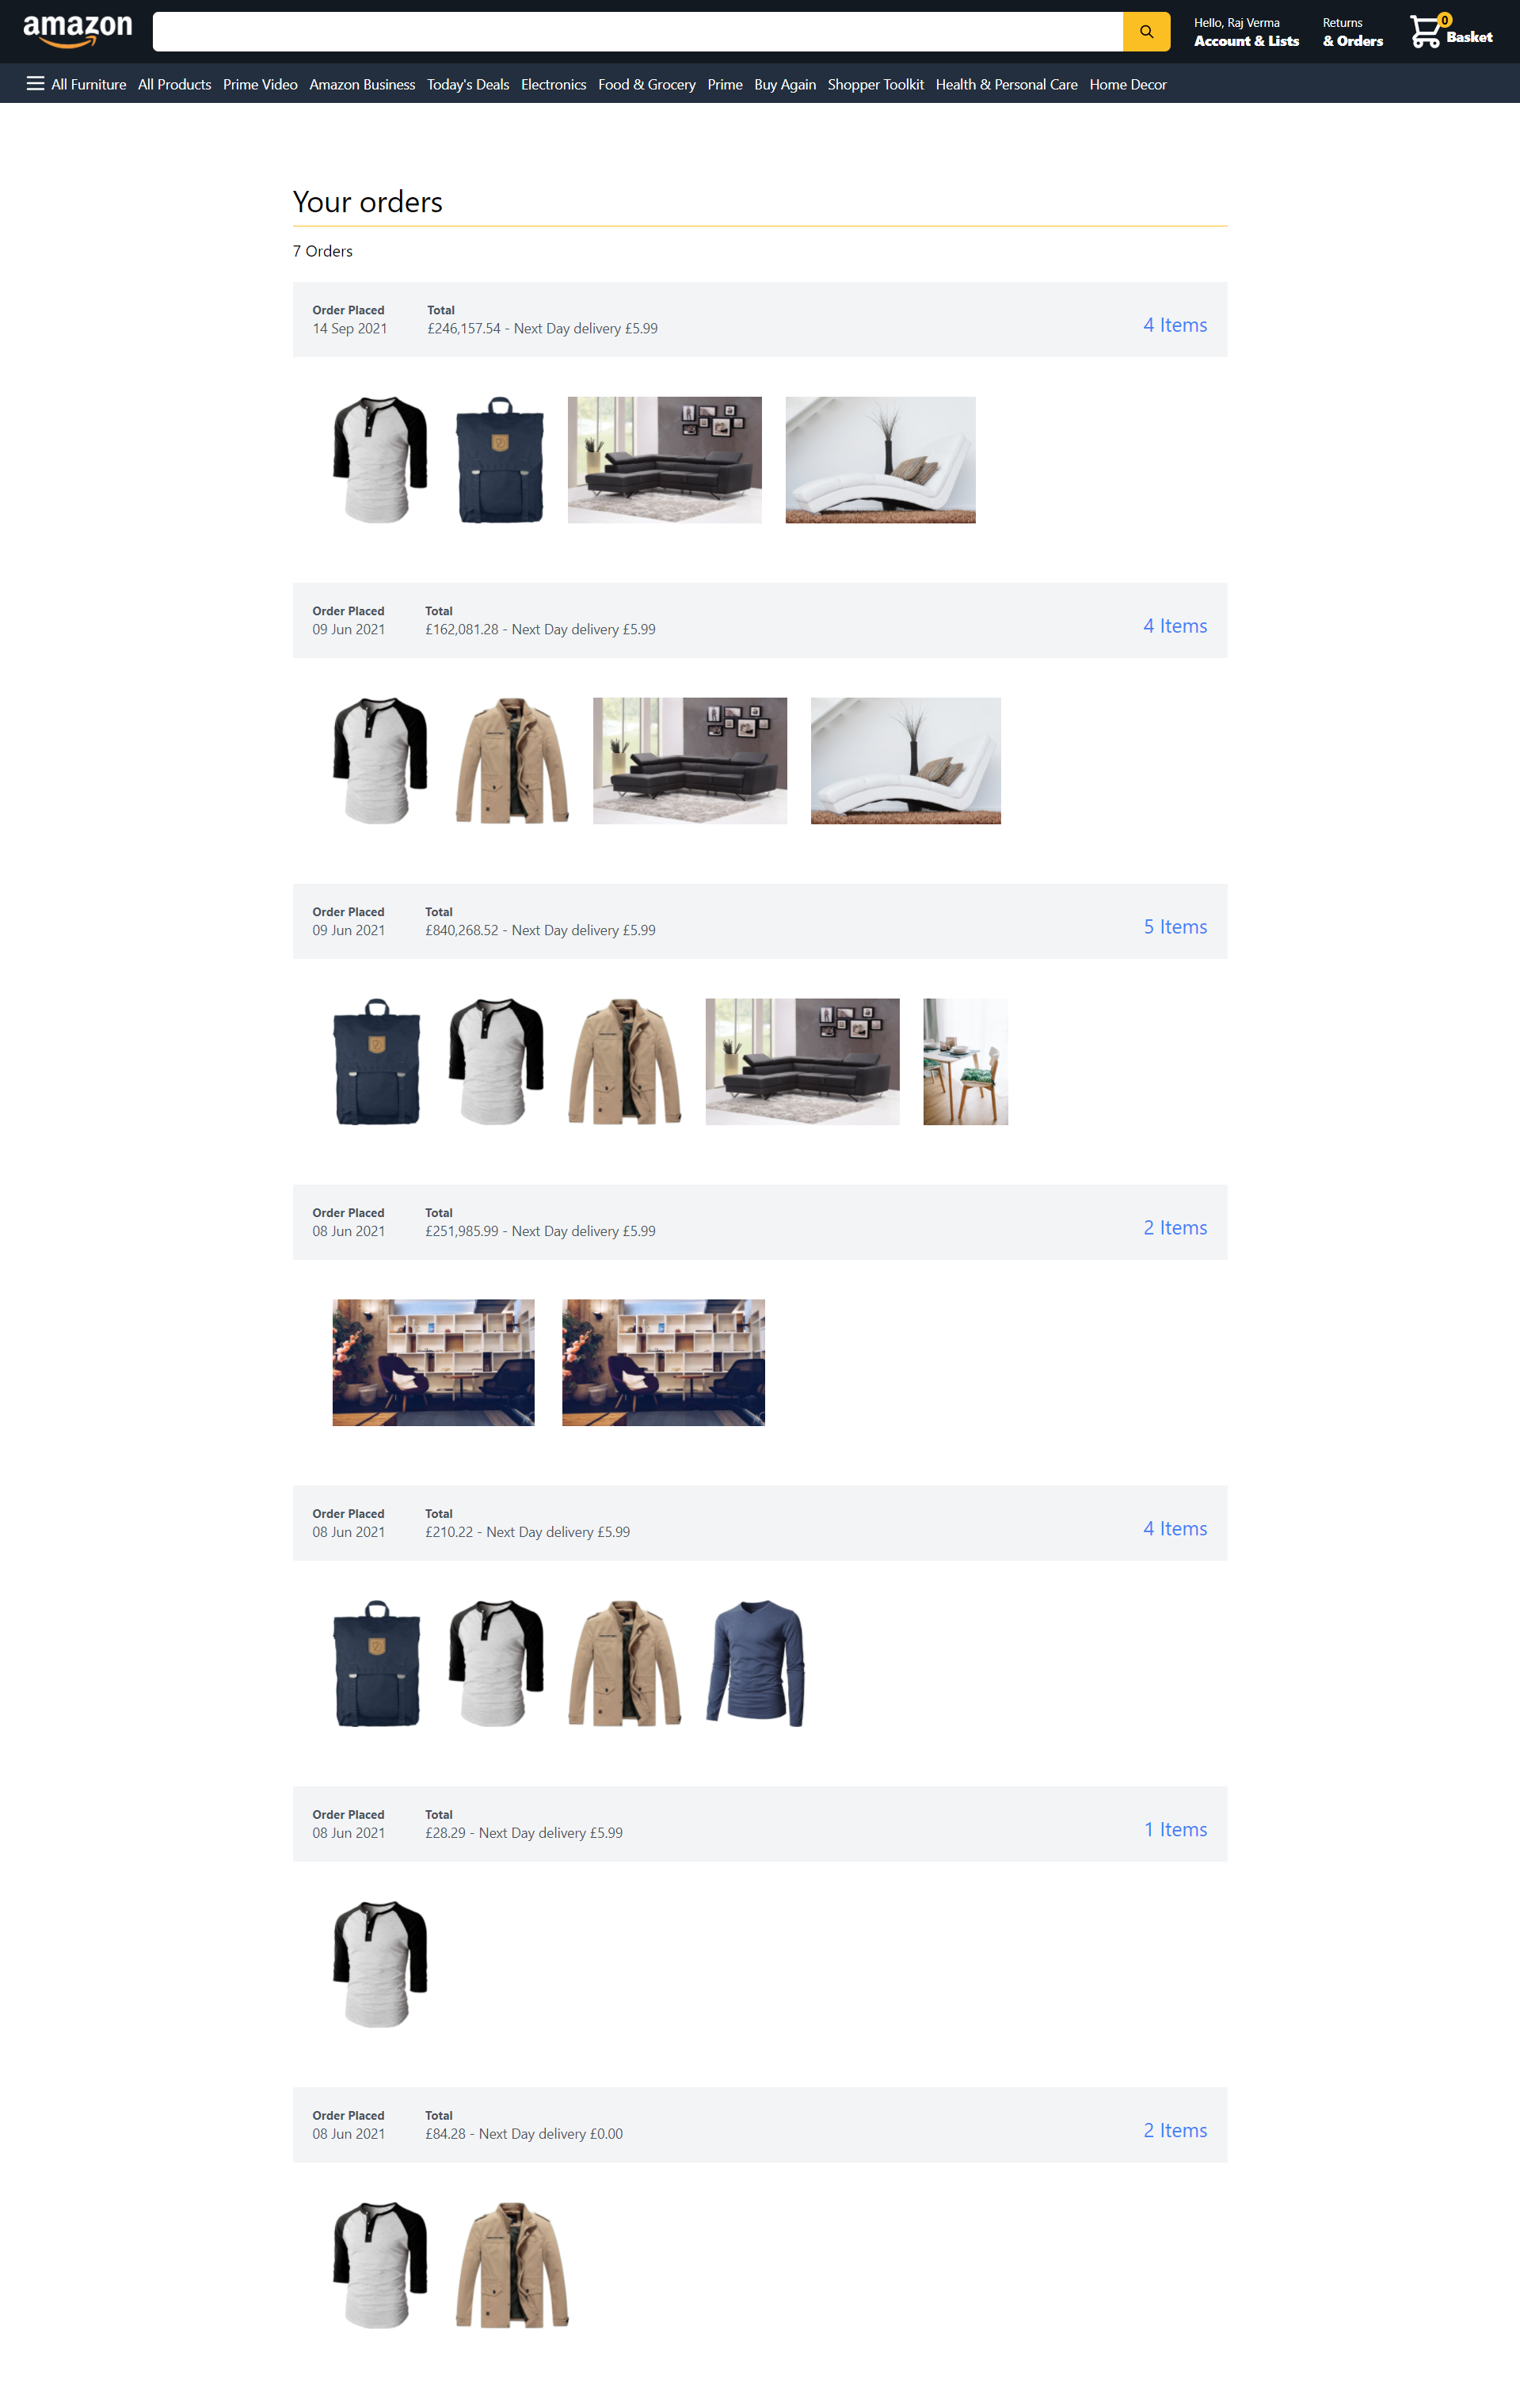 amazon
Hello, Raj Verma
Account & Lists
Returns
& Orders
0
Basket
All Furniture All Products Prime Video Amazon Business Today's Deals Electronics Food & Grocery Prime Buy Again Shopper Toolkit Health & Personal Care Home Decor
Your orders
7 Orders
Order Placed Total
14 Sep 2021 £246,157.54 - Next Day delivery £5.99
4 Items
Order Placed Total
09 Jun 2021 £162,081.28 - Next Day delivery £5.99
4 Items
Order Placed Total
09 Jun 2021 £840,268.52 - Next Day delivery £5.99
5 Items
Order Placed Total
08 Jun 2021 £251,985.99 - Next Day delivery £5.99
2 Items
Order Placed Total
08 Jun 2021 £210.22 - Next Day delivery £5.99
4 Items
Order Placed Total
08 Jun 2021 £28.29 - Next Day delivery £5.99
1 Items
Order Placed Total
08 Jun 2021 £84.28 - Next Day delivery £0.00
2 Items